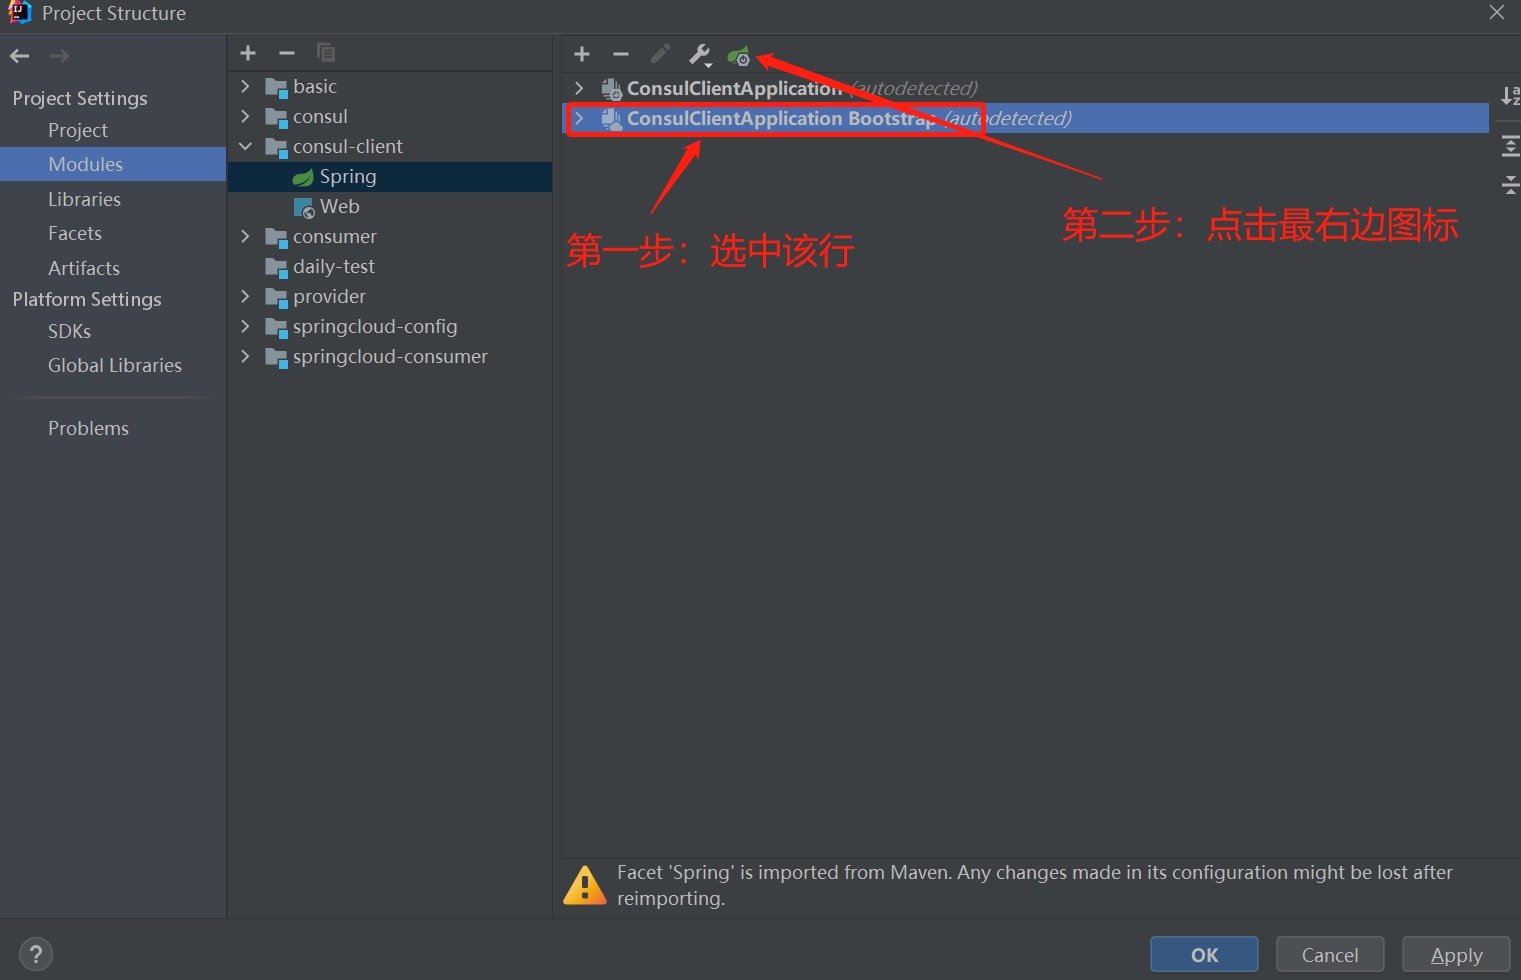 Project Structure
Project Settings
Project
Modules
Libraries
Facets
Artifacts
Platform Settings
SDKs
Global Libraries
Problems
basic
consul
consul-client
Spring
Web
consumer
daily-test
provider
springcloud-config
springcloud-consumer
ConsulClientApplication (autodetected)
ConsulClientApplication Bootstrap (autodetected)
第一步：选中该行
第二步：点击最右边图标
Facet 'Spring' is imported from Maven. Any changes made in its configuration might be lost after
reimporting.
?
OK
Cancel
Apply